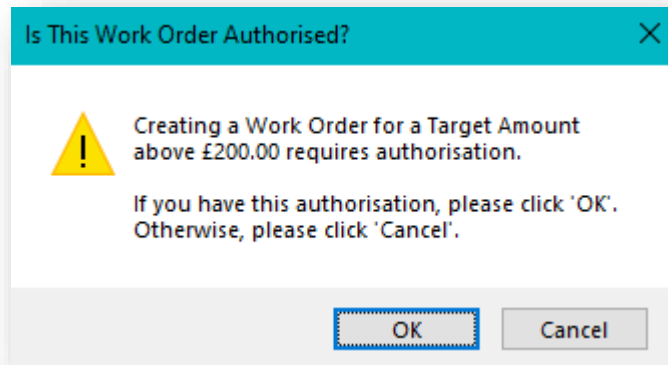 Is This Work Order Authorised?
Creating a Work Order for a Target Amount
above £200.00 requires authorisation.
If you have this authorisation, please click 'OK'.
Otherwise, please click 'Cancel'.
OK
Cancel